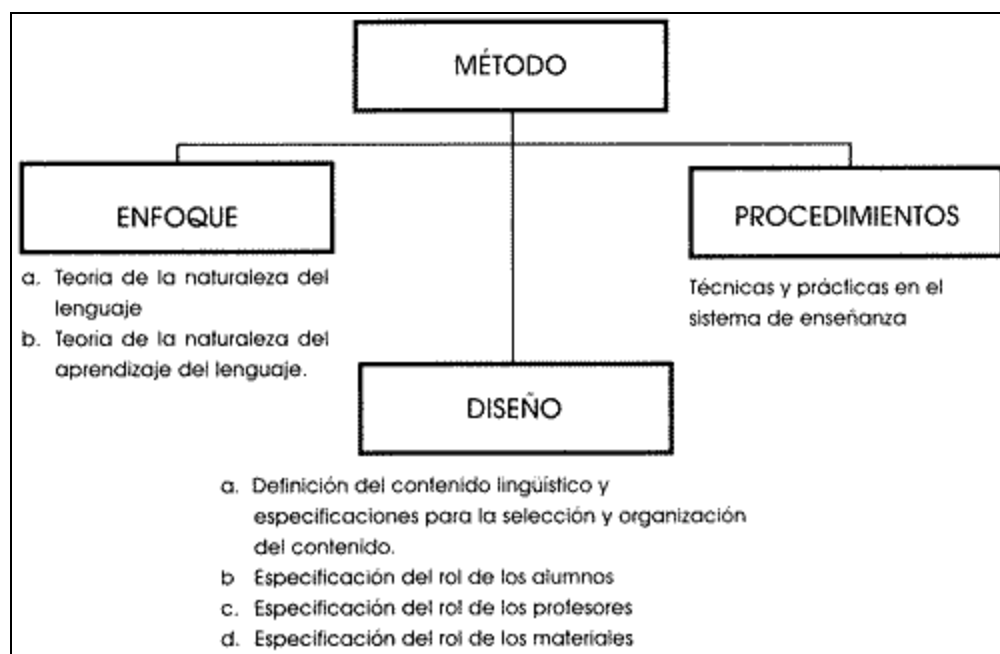 MÉTODO
ENFOQUE
a. Teoria de la naturaleza del
lenguaje
b. Teoria de la naturaleza del
aprendizaje del lenguaje.
PROCEDIMIENTOS
Técnicas y prácticas en el
sistema de enseñanza
DISEÑO
a. Definición del contenido lingüístico y
especificaciones para la selección y organización
del contenido.
b Especificación del rol de los alumnos
c. Especificación del rol de los profesores
d. Especificación del rol de los materiales